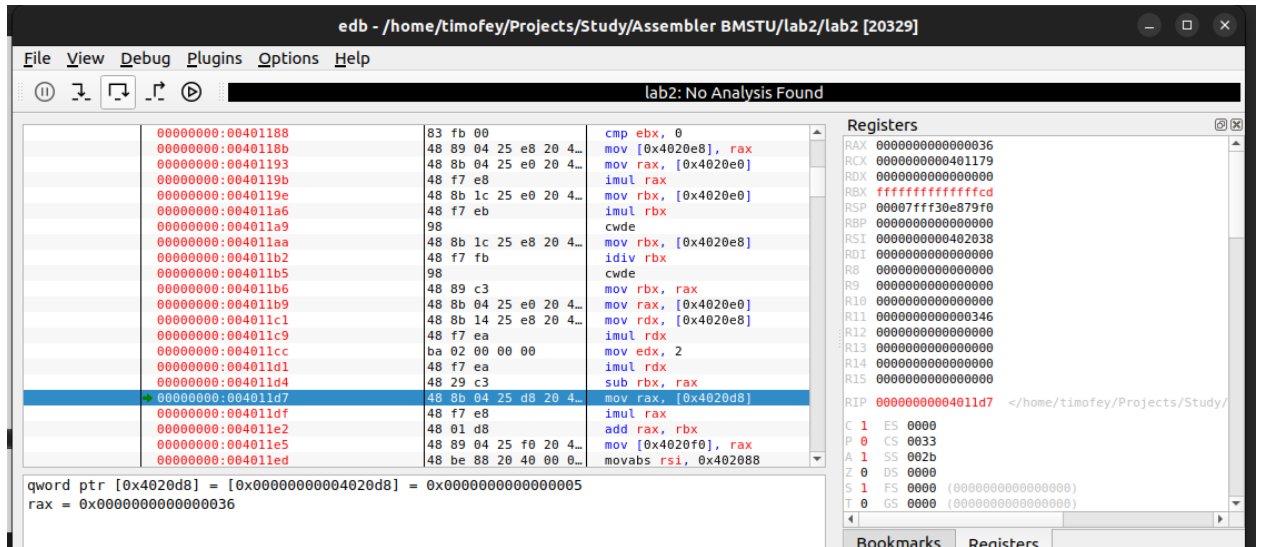 edb - /home/timofey/Projects/Study/Assembler BMSTU/lab2/lab2 [20329]
File View Debug Plugins Options Help
lab2: No Analysis Found
00000000:00401188 83 fb 00 cmp ebx, 0
00000000:0040118b 48 89 04 25 e8 20 4… mov [0x4020e8], rax
00000000:00401193 48 8b 04 25 e0 20 4… mov rax, [0x4020e0]
00000000:0040119b 48 f7 e8 imul rax
00000000:0040119e 48 8b 1c 25 e0 20 4… mov rbx, [0x4020e0]
00000000:004011a6 48 f7 eb imul rbx
00000000:004011a9 98 cwde
00000000:004011aa 48 8b 1c 25 e8 20 4… mov rbx, [0x4020e8]
00000000:004011b2 48 f7 fb idiv rbx
00000000:004011b5 98 cwde
00000000:004011b6 48 89 c3 mov rbx, rax
00000000:004011b9 48 8b 04 25 e0 20 4… mov rax, [0x4020e0]
00000000:004011c1 48 8b 14 25 e8 20 4… mov rdx, [0x4020e8]
00000000:004011c9 48 f7 ea imul rdx
00000000:004011cc ba 02 00 00 00 mov edx, 2
00000000:004011d1 48 f7 ea imul rdx
00000000:004011d4 48 29 c3 sub rbx, rax
00000000:004011d7 48 8b 04 25 d8 20 4… mov rax, [0x4020d8]
00000000:004011df 48 f7 e8 imul rax
00000000:004011e2 48 01 d8 add rax, rbx
00000000:004011e5 48 89 04 25 f0 20 4… mov [0x4020f0], rax
00000000:004011ed 48 be 88 20 40 00 0… movabs rsi, 0x402088
qword ptr [0x4020d8] = [0x00000000004020d8] = 0x0000000000000005
rax = 0x0000000000000036
Registers
RAX 0000000000000036
RCX 0000000000401179
RDX 0000000000000000
RBX ffffffffffffffcd
RSP 00007fff30e879f0
RBP 0000000000000000
RSI 0000000000402038
RDI 0000000000000000
R8 0000000000000000
R9 0000000000000000
R10 0000000000000000
R11 0000000000000346
R12 0000000000000000
R13 0000000000000000
R14 0000000000000000
R15 0000000000000000
RIP 00000000004011d7 </home/timofey/Projects/Study/
C 1 ES 0000
P 0 CS 0033
A 1 SS 002b
Z 0 DS 0000
S 1 FS 0000 (0000000000000000)
T 0 GS 0000 (0000000000000000)
Bookmarks Registers